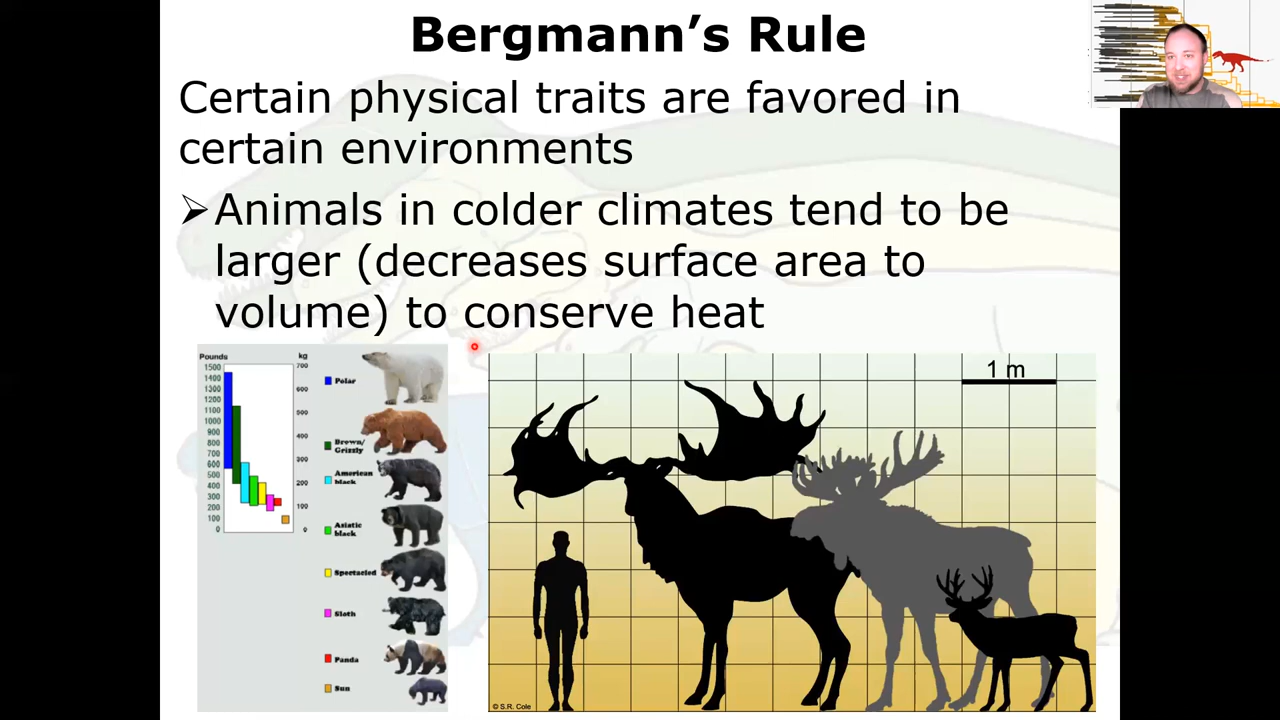 Bergmann’s Rule
Certain physical traits are favored in
certain environments
➢Animals in colder climates tend to be
larger (decreases surface area to
volume) to conserve heat
Pounds
1500
1400
1300
1200
1100
1000
900
800
700
600
500
400
300
200
100
0
kg
700
600
500
400
300
200
100
0
Polar
Brown/
Grizzly
American
black
Asiatic
black
Spectacled
Sloth
Panda
Sun
1 m
© S.R. Cole